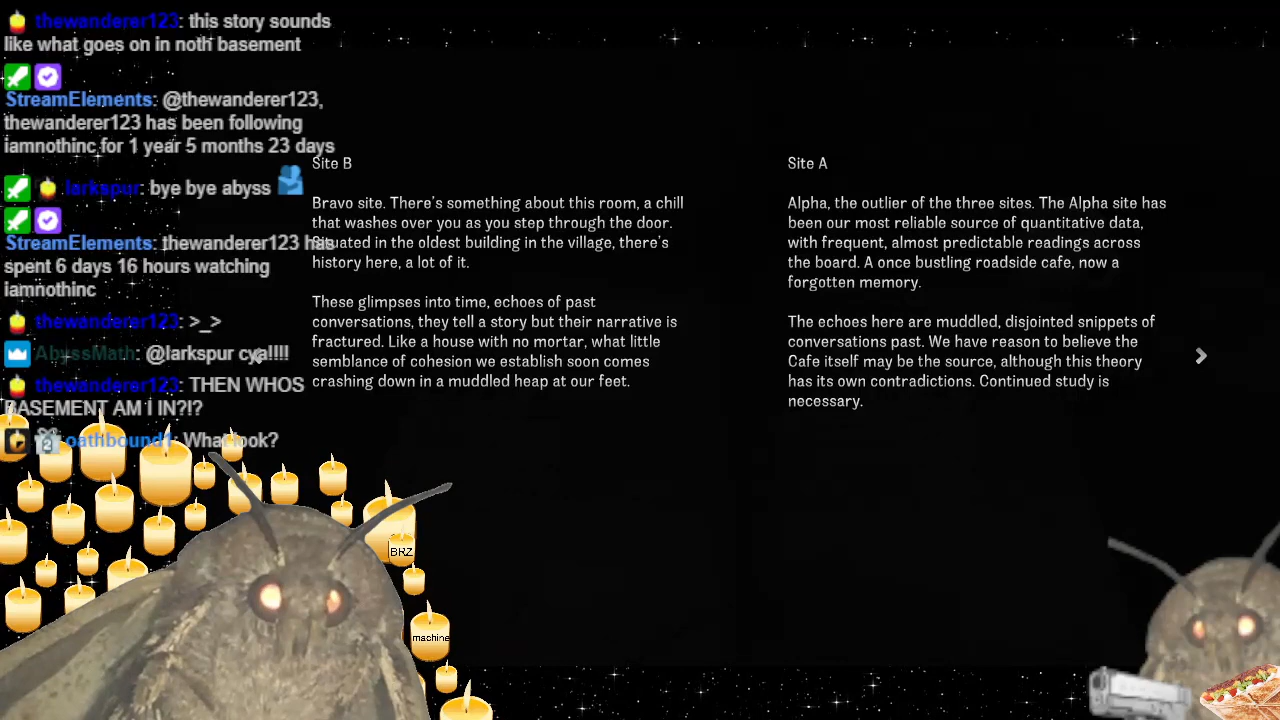 thewanderer123: this story sounds
like what goes on in noth basement
StreamElements: @thewanderer123,
thewanderer123 has been following
iamnothinc for 1 year 5 months 23 days
larkspur: bye bye abyss
StreamElements: thewanderer123 has
spent 6 days 16 hours watching
iamnothinc
thewanderer123: >_>
AbyssMath: @larkspur cya!!!!
thewanderer123: THEN WHOS
BASEMENT AM I IN?!?
2 oathbound1: What look?
Site B
Bravo site. There's something about this room, a chill
that washes over you as you step through the door.
Situated in the oldest building in the village, there's
history here, a lot of it.
These glimpses into time, echoes of past
conversations, they tell a story but their narrative is
fractured. Like a house with no mortar, what little
semblance of cohesion we establish soon comes
crashing down in a muddled heap at our feet.
Site A
Alpha, the outlier of the three sites. The Alpha site has
been our most reliable source of quantitative data,
with frequent, almost predictable readings across
the board. A once bustling roadside cafe, now a
forgotten memory.
The echoes here are muddled, disjointed snippets of
conversations past. We have reason to believe the
Cafe itself may be the source, although this theory
has its own contradictions. Continued study is
necessary.
BRZ
machine